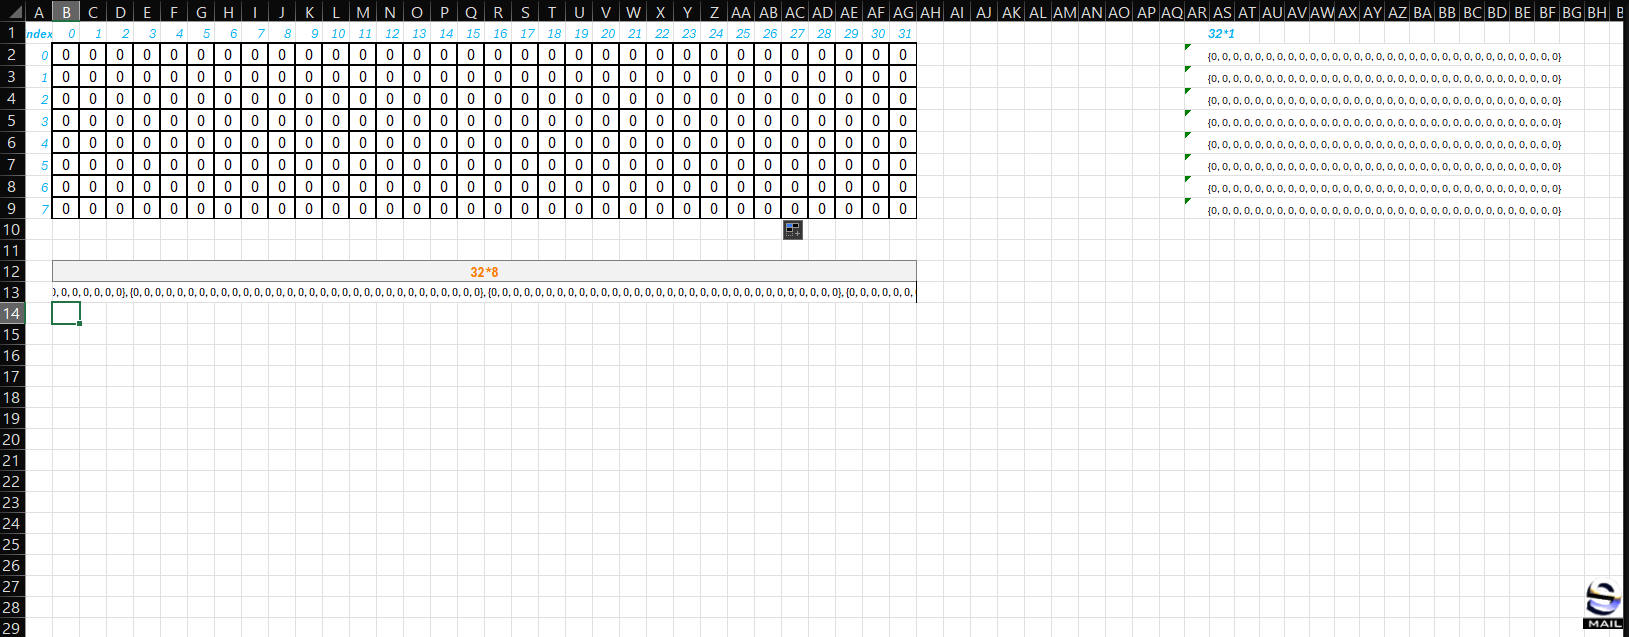 A B C D E F G H I J K L M N O P Q R S T U V W X Y Z AA AB AC AD AE AF AG AH AI AJ AK AL AM AN AO AP AQ AR AS AT AU AV AW AX AY AZ BA BB BC BD BE BF BG BH
1 ndex 0 1 2 3 4 5 6 7 8 9 10 11 12 13 14 15 16 17 18 19 20 21 22 23 24 25 26 27 28 29 30 31 32*1
2 0 0 0 0 0 0 0 0 0 0 0 0 0 0 0 0 0 0 0 0 0 0 0 0 0 0 0 0 0 0 0 0 0 {0, 0, 0, 0, 0, 0, 0, 0, 0, 0, 0, 0, 0, 0, 0, 0, 0, 0, 0, 0, 0, 0, 0, 0, 0, 0, 0, 0, 0, 0, 0, 0}
3 1 0 0 0 0 0 0 0 0 0 0 0 0 0 0 0 0 0 0 0 0 0 0 0 0 0 0 0 0 0 0 0 0 {0, 0, 0, 0, 0, 0, 0, 0, 0, 0, 0, 0, 0, 0, 0, 0, 0, 0, 0, 0, 0, 0, 0, 0, 0, 0, 0, 0, 0, 0, 0, 0}
4 2 0 0 0 0 0 0 0 0 0 0 0 0 0 0 0 0 0 0 0 0 0 0 0 0 0 0 0 0 0 0 0 0 {0, 0, 0, 0, 0, 0, 0, 0, 0, 0, 0, 0, 0, 0, 0, 0, 0, 0, 0, 0, 0, 0, 0, 0, 0, 0, 0, 0, 0, 0, 0, 0}
5 3 0 0 0 0 0 0 0 0 0 0 0 0 0 0 0 0 0 0 0 0 0 0 0 0 0 0 0 0 0 0 0 0 {0, 0, 0, 0, 0, 0, 0, 0, 0, 0, 0, 0, 0, 0, 0, 0, 0, 0, 0, 0, 0, 0, 0, 0, 0, 0, 0, 0, 0, 0, 0, 0}
6 4 0 0 0 0 0 0 0 0 0 0 0 0 0 0 0 0 0 0 0 0 0 0 0 0 0 0 0 0 0 0 0 0 {0, 0, 0, 0, 0, 0, 0, 0, 0, 0, 0, 0, 0, 0, 0, 0, 0, 0, 0, 0, 0, 0, 0, 0, 0, 0, 0, 0, 0, 0, 0, 0}
7 5 0 0 0 0 0 0 0 0 0 0 0 0 0 0 0 0 0 0 0 0 0 0 0 0 0 0 0 0 0 0 0 0 {0, 0, 0, 0, 0, 0, 0, 0, 0, 0, 0, 0, 0, 0, 0, 0, 0, 0, 0, 0, 0, 0, 0, 0, 0, 0, 0, 0, 0, 0, 0, 0}
8 6 0 0 0 0 0 0 0 0 0 0 0 0 0 0 0 0 0 0 0 0 0 0 0 0 0 0 0 0 0 0 0 0 {0, 0, 0, 0, 0, 0, 0, 0, 0, 0, 0, 0, 0, 0, 0, 0, 0, 0, 0, 0, 0, 0, 0, 0, 0, 0, 0, 0, 0, 0, 0, 0}
9 7 0 0 0 0 0 0 0 0 0 0 0 0 0 0 0 0 0 0 0 0 0 0 0 0 0 0 0 0 0 0 0 0 {0, 0, 0, 0, 0, 0, 0, 0, 0, 0, 0, 0, 0, 0, 0, 0, 0, 0, 0, 0, 0, 0, 0, 0, 0, 0, 0, 0, 0, 0, 0, 0}
10
11
12 32*8
13 0, 0, 0, 0, 0, 0, 0}, {0, 0, 0, 0, 0, 0, 0, 0, 0, 0, 0, 0, 0, 0, 0, 0, 0, 0, 0, 0, 0, 0, 0, 0, 0, 0, 0, 0, 0, 0, 0, 0}, {0, 0, 0, 0, 0, 0, 0, 0, 0, 0, 0, 0, 0, 0, 0, 0, 0, 0, 0, 0, 0, 0, 0, 0, 0, 0, 0, 0, 0, 0, 0, 0}, {0, 0, 0, 0, 0, 0,
14
15
16
17
18
19
20
21
22
23
24
25
26
27
28
29
MAIL